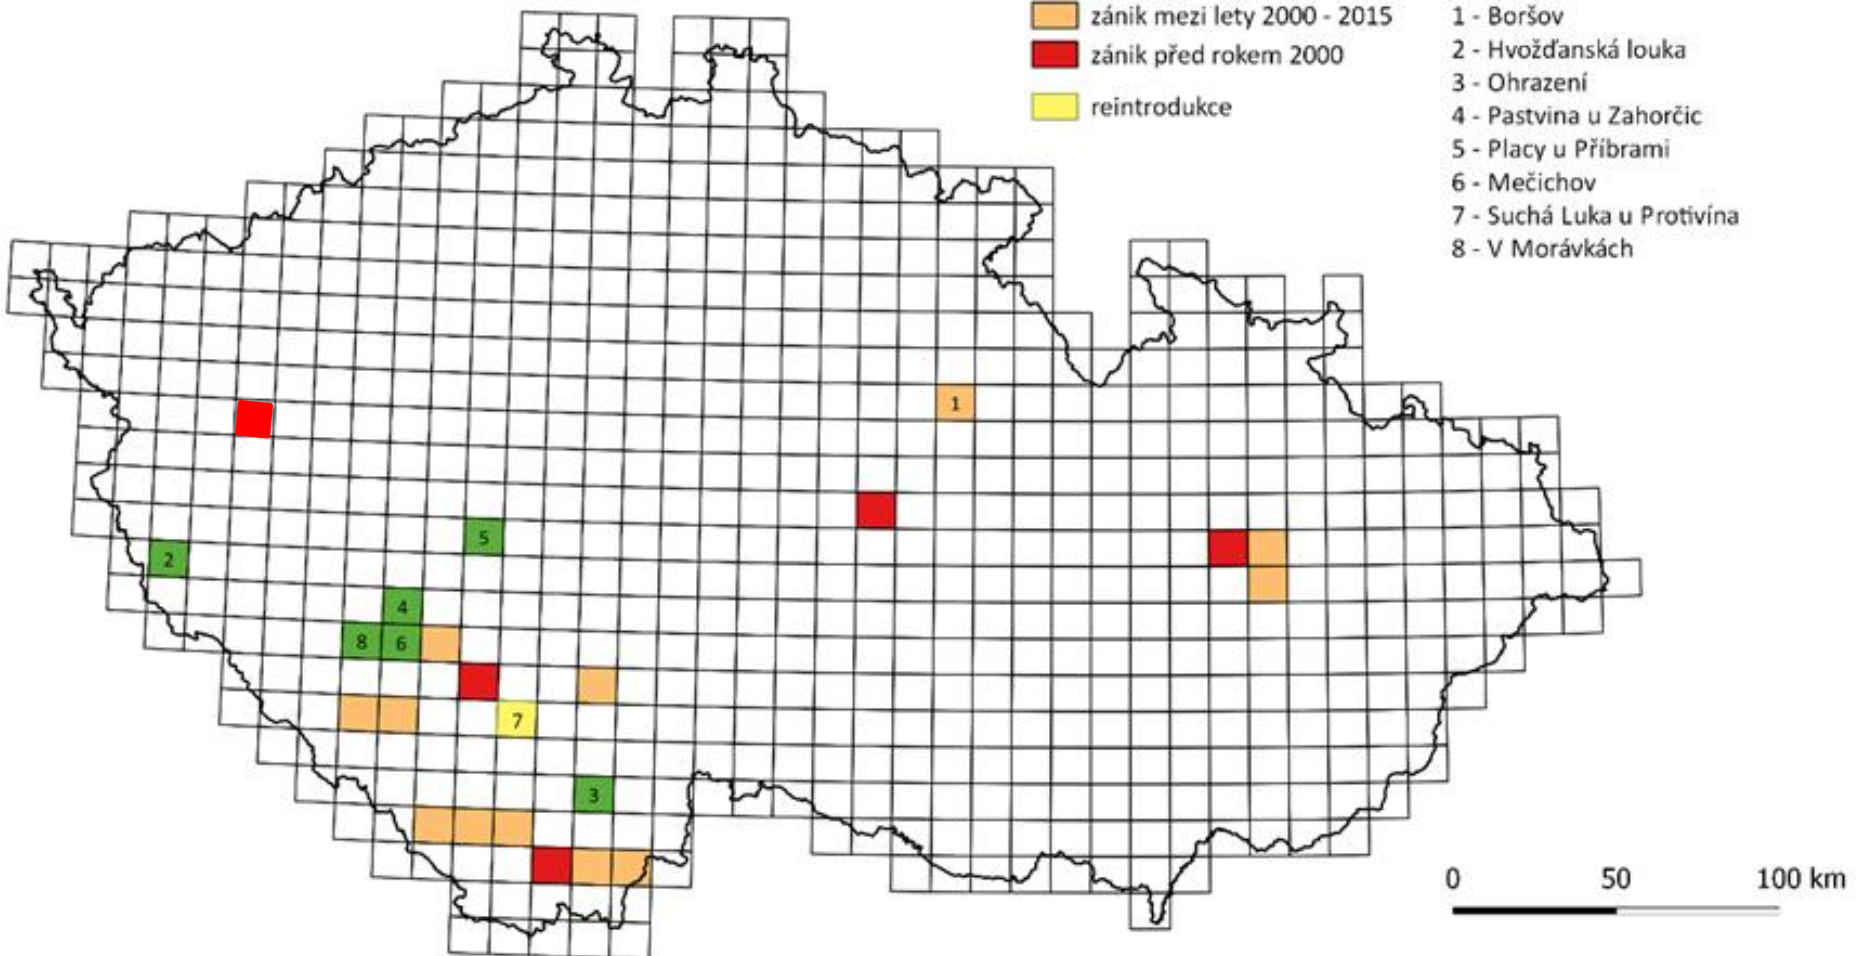 zánik mezi lety 2000 - 2015
zánik před rokem 2000
reintrodukce
1 - Boršov
2 - Hvožďanská louka
3 - Ohrazení
4 - Pastvina u Zahorčic
5 - Placy u Příbrami
6 - Mečichov
7 - Suchá Luka u Protivína
8 - V Morávkách
1
5
2
4
8 6
7
3
0 50 100 km